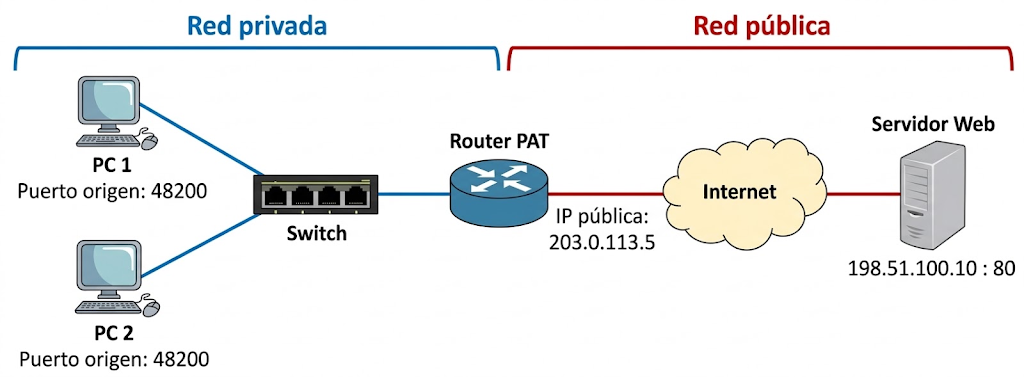 Red privada
Red pública
PC 1
Puerto origen: 48200
Switch
Router PAT
IP pública:
203.0.113.5
Internet
Servidor Web
198.51.100.10 : 80
PC 2
Puerto origen: 48200